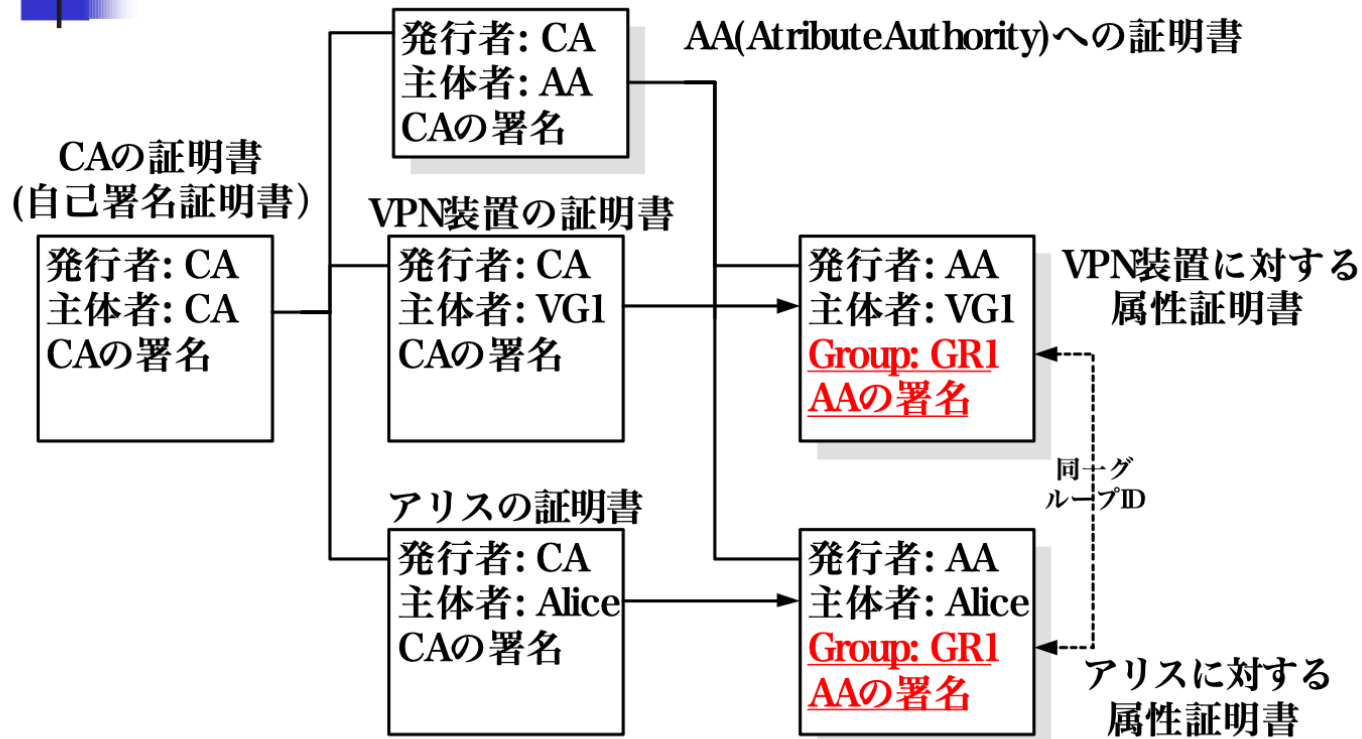 発行者: CA
主体者: AA
CAの署名
AA(AtributeAuthority)への証明書
CAの証明書
(自己署名証明書）
発行者: CA
主体者: CA
CAの署名
VPN装置の証明書
発行者: CA
主体者: VG1
CAの署名
発行者: AA
主体者: VG1
Group: GR1
AAの署名
VPN装置に対する
属性証明書
同一グ
ループID
アリスの証明書
発行者: CA
主体者: Alice
CAの署名
発行者: AA
主体者: Alice
Group: GR1
AAの署名
アリスに対する
属性証明書